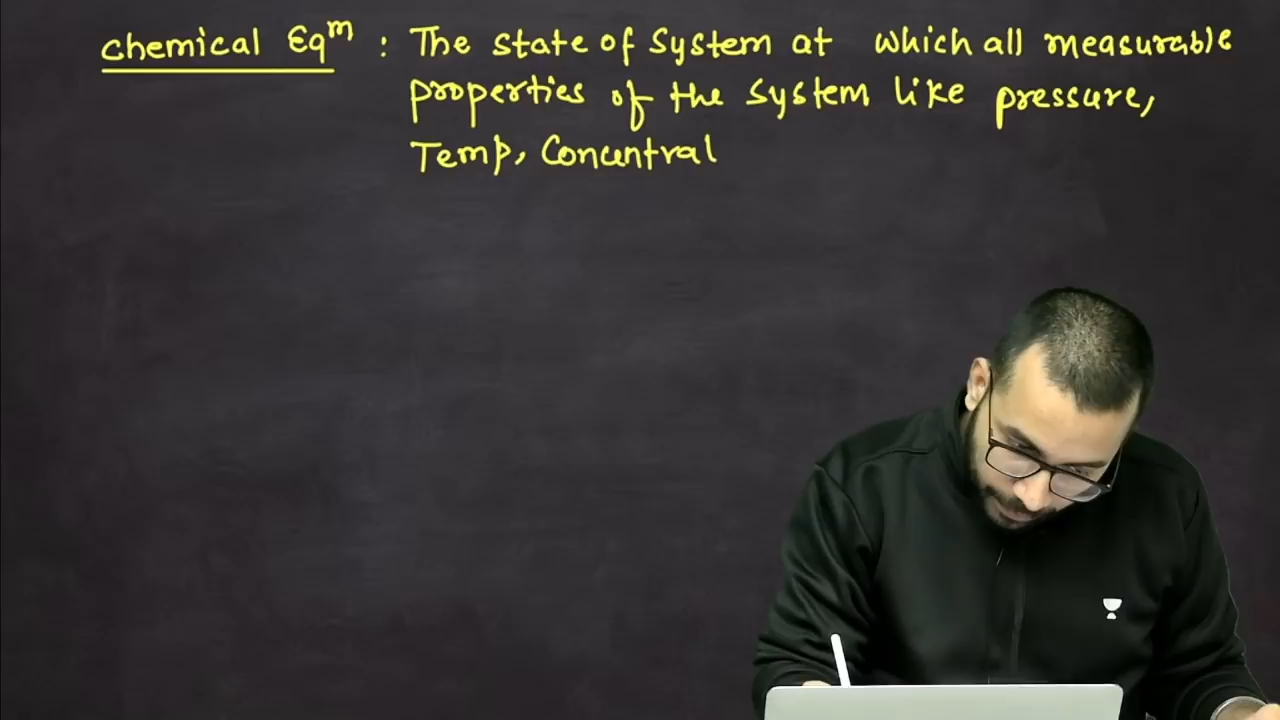 chemical Eqᵐ : The state of System at which all measurable
properties of the system like pressure,
Temp, Concentral